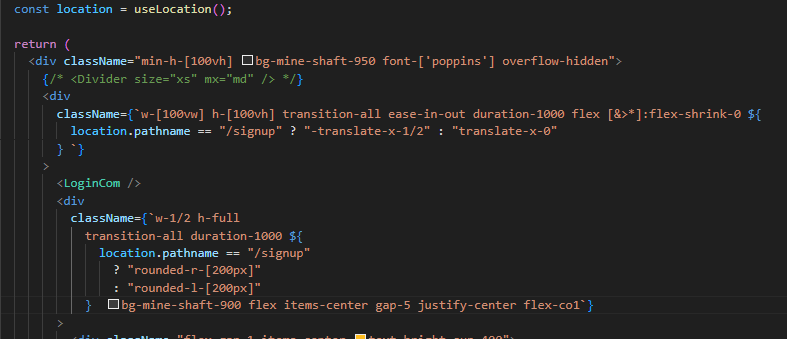 const location = useLocation();
return (
<div className="min-h-[100vh] bg-mine-shaft-950 font-['poppins'] overflow-hidden">
{/* <Divider size="xs" mx="md" /> */}
<div
className={`w-[100vw] h-[100vh] transition-all ease-in-out duration-1000 flex [&>*]:flex-shrink-0 ${
location.pathname == "/signup" ? "-translate-x-1/2" : "translate-x-0"
} `}
>
<LoginCom />
<div
className={`w-1/2 h-full
transition-all duration-1000 ${
location.pathname == "/signup"
? "rounded-r-[200px]"
: "rounded-l-[200px]"
} bg-mine-shaft-900 flex items-center gap-5 justify-center flex-col`}
>
<div className="flex gap-1 items-center text-bright-sun-400">